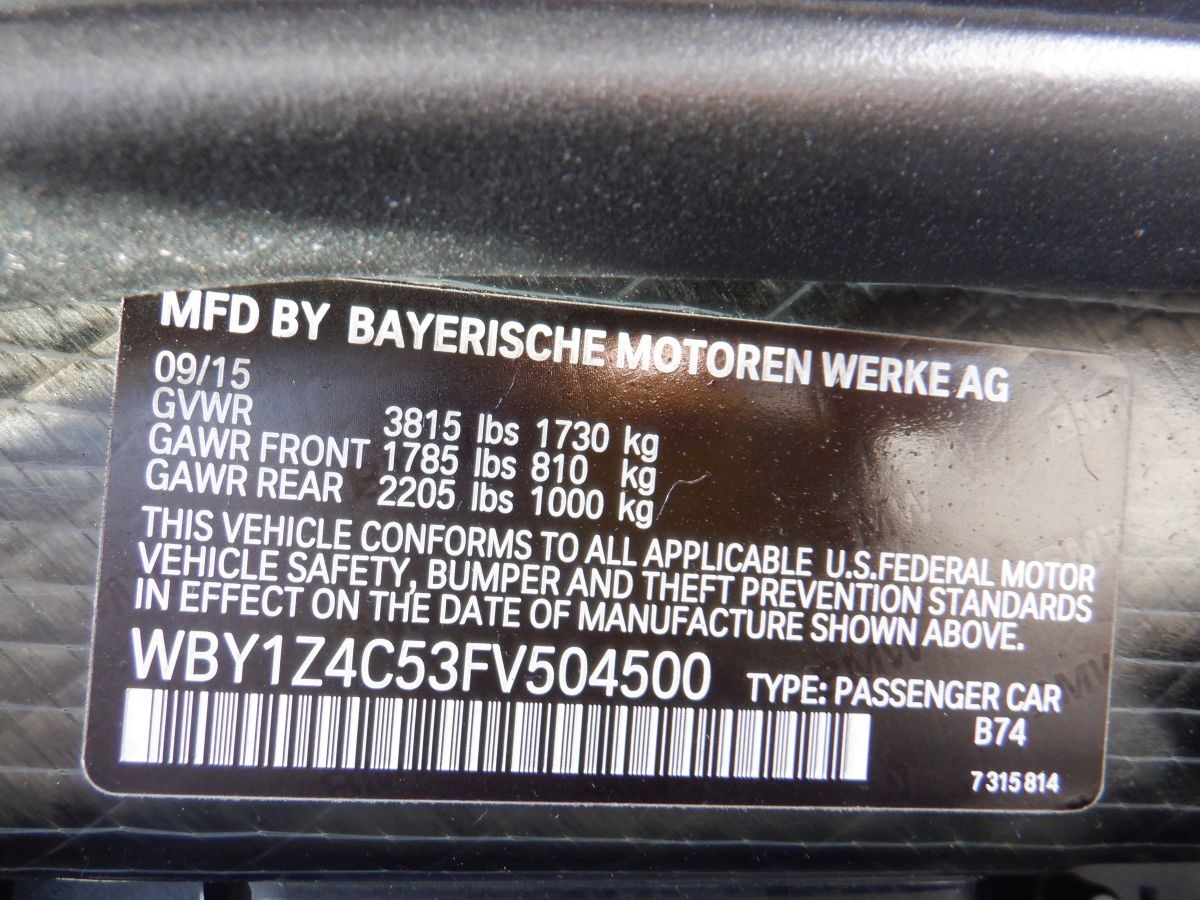 MFD BY BAYERISCHE MOTOREN WERKE AG
09/15
GVWR 3815 lbs 1730 kg
GAWR FRONT 1785 lbs 810 kg
GAWR REAR 2205 lbs 1000 kg
THIS VEHICLE CONFORMS TO ALL APPLICABLE U.S.FEDERAL MOTOR
VEHICLE SAFETY, BUMPER AND THEFT PREVENTION STANDARDS
IN EFFECT ON THE DATE OF MANUFACTURE SHOWN ABOVE.
WBY1Z4C53FV504500 TYPE: PASSENGER CAR
B74
7 315 814